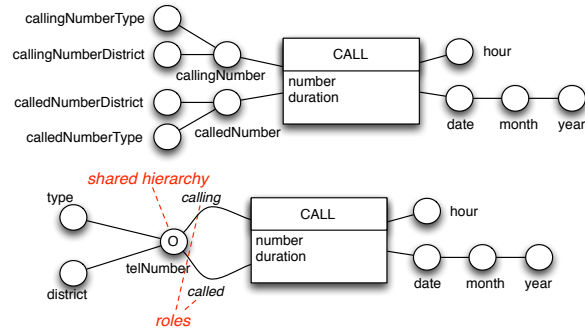 callingNumberType
callingNumberDistrict
callingNumber
calledNumberDistrict
calledNumberType
calledNumber
CALL
number
duration
hour
date
month
year
shared hierarchy
type
calling
O
telNumber
district
called
roles
CALL
number
duration
hour
date
month
year